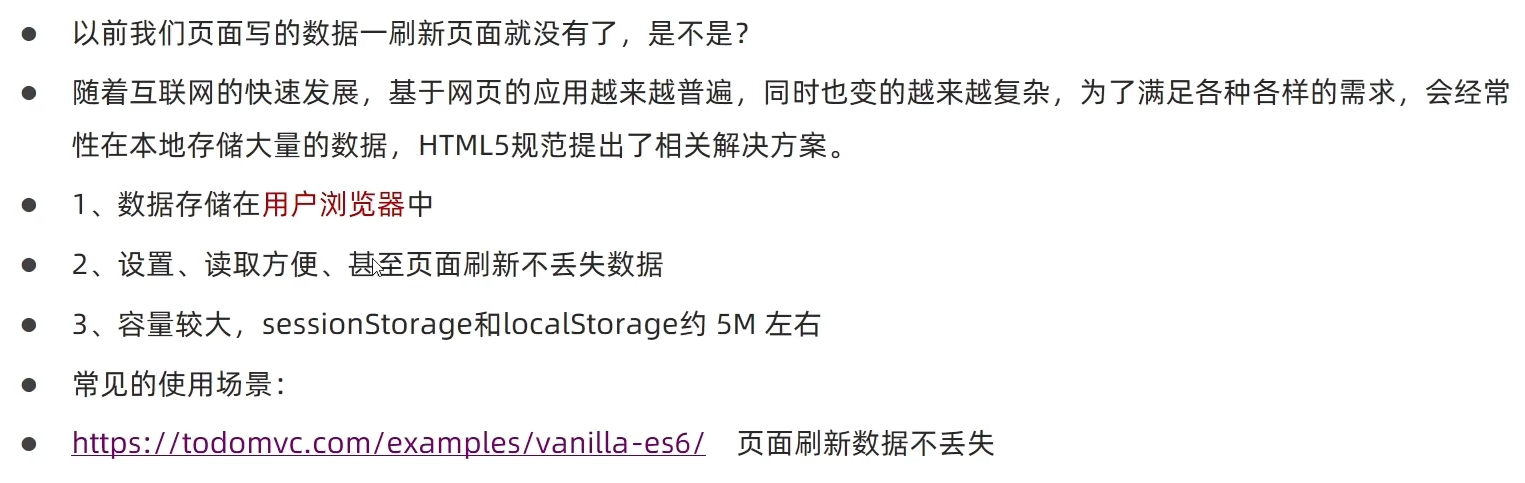 ● 以前我们页面写的数据一刷新页面就没有了，是不是？
● 随着互联网的快速发展，基于网页的应用越来越普遍，同时也变的越来越复杂，为了满足各种各样的需求，会经常
性在本地存储大量的数据，HTML5规范提出了相关解决方案。
● 1、数据存储在用户浏览器中
● 2、设置、读取方便、甚至页面刷新不丢失数据
● 3、容量较大，sessionStorage和localStorage约 5M 左右
● 常见的使用场景：
● https://todomvc.com/examples/vanilla-es6/ 页面刷新数据不丢失